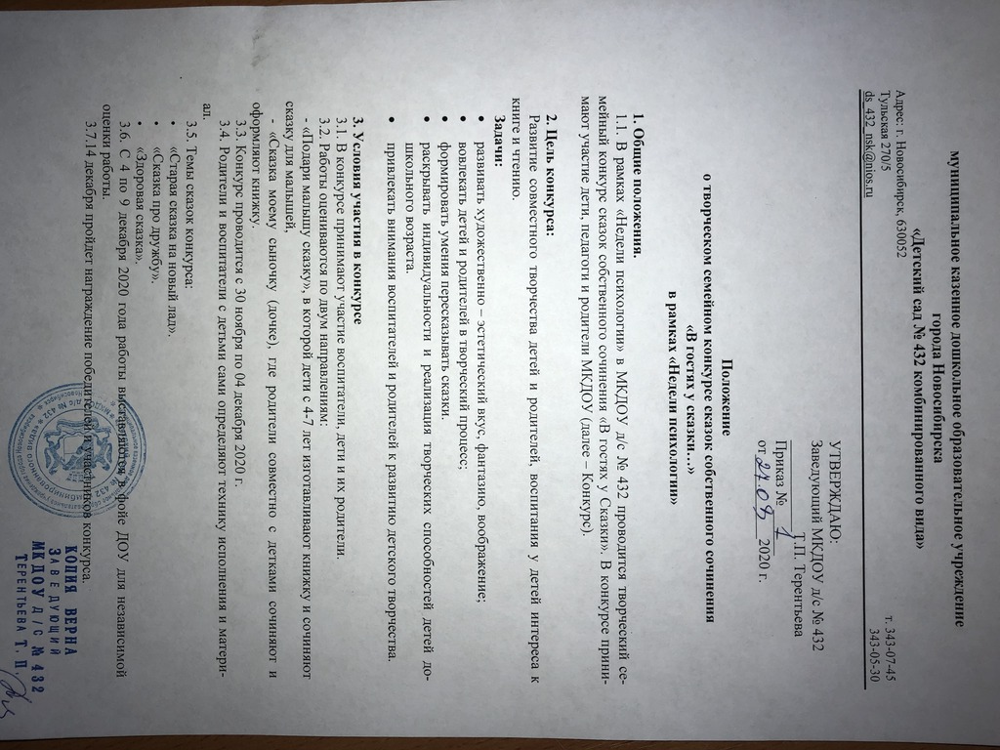 муниципальное казенное дошкольное образовательное учреждение
города Новосибирска
«Детский сад № 432 комбинированного вида»
Адрес: г. Новосибирск, 630052
Тульская 270/5
ds_432_nsk@nios.ru
т. 343-07-45
343-05-30
УТВЕРЖДАЮ:
Заведующий МКДОУ д/с № 432
Т.П. Терентьева
Приказ № 1
от 27.09 2020 г.
Положение
о творческом семейном конкурсе сказок собственного сочинения
«В гостях у сказки…»
в рамках «Недели психологии»
1. Общие положения.
1.1. В рамках «Недели психологии» в МКДОУ д/с № 432 проводится творческий се-
мейный конкурс сказок собственного сочинения «В гостях у Сказки». В конкурсе прини-
мают участие дети, педагоги и родители МКДОУ (далее – Конкурс).
2. Цель конкурса:
Развитие совместного творчества детей и родителей, воспитания у детей интереса к
книге и чтению.
Задачи:
• развивать художественно – эстетический вкус, фантазию, воображение;
• вовлекать детей и родителей в творческий процесс;
• формировать умения пересказывать сказки.
• раскрывать индивидуальности и реализация творческих способностей детей до-
школьного возраста.
• привлекать внимания воспитателей и родителей к развитию детского творчества.
3. Условия участия в конкурсе
3.1. В конкурсе принимают участие воспитатели, дети и их родители.
3.2. Работы оцениваются по двум направлениям:
- «Подари малышу сказку», в которой дети с 4-7 лет изготавливают книжку и сочиняют
сказку для малышей,
- «Сказка моему сыночку (дочке), где родители совместно с детками сочиняют и
оформляют книжку.
3.3. Конкурс проводится с 30 ноября по 04 декабря 2020 г.
3.4. Родители и воспитатели с детьми сами определяют технику исполнения и матери-
ал.
3.5. Темы сказок конкурса:
• «Старая сказка на новый лад».
• «Сказка про дружбу».
• «Здоровая сказка».
3.6. С 4 по 9 декабря 2020 года работы выставляются в фойе ДОУ для независимой
оценки работы.
3.7.14 декабря пройдет награждение победителей и участников конкурса.
КОПИЯ ВЕРНА
ЗАВЕДУЮЩИЙ
МКДОУ Д/С № 432
ТЕРЕНТЬЕВА Т. П.